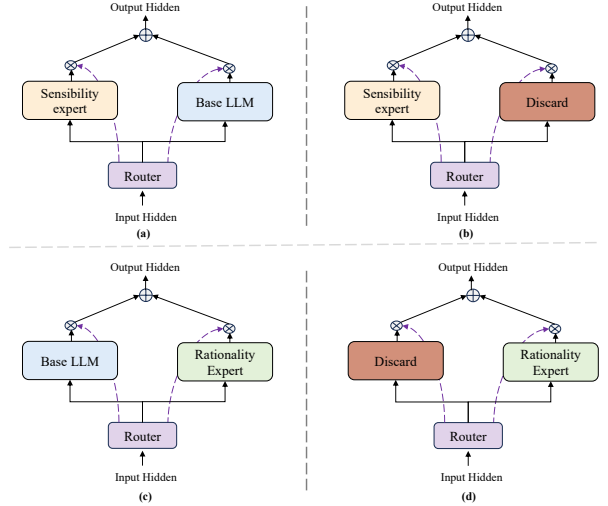 Output Hidden
Sensibility
expert
Base LLM
Router
Input Hidden
(a)
Output Hidden
Sensibility
expert
Discard
Router
Input Hidden
(b)
Output Hidden
Base LLM
Rationality
Expert
Router
Input Hidden
(c)
Output Hidden
Discard
Rationality
Expert
Router
Input Hidden
(d)